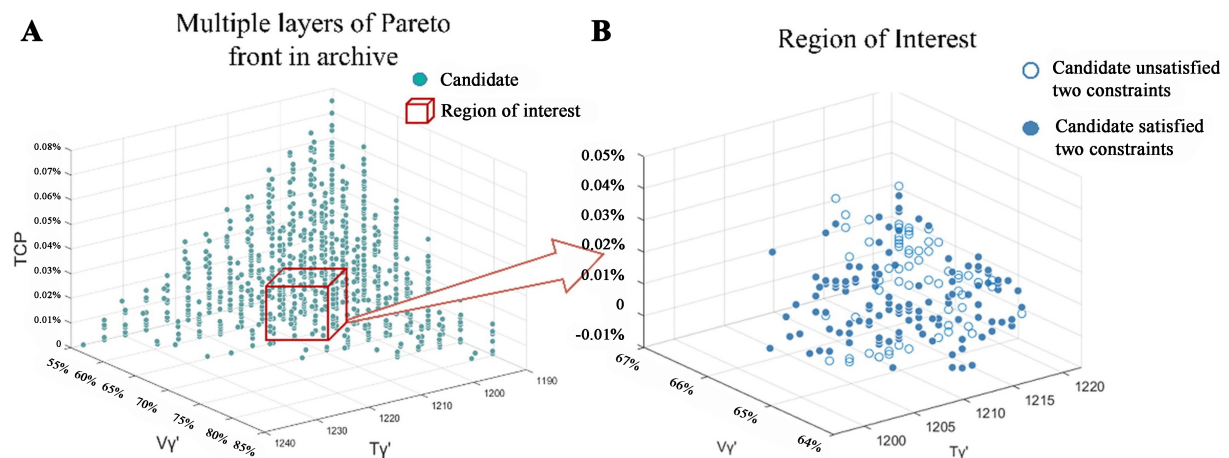 A
Multiple layers of Pareto
front in archive
Candidate
Region of interest
0.08%
0.07%
0.06%
0.05%
0.04%
0.03%
0.02%
0.01%
0
TCP
55%
60%
65%
70%
75%
80%
85%
Vγ'
1240
1230
1220
1210
1200
1190
Tγ'
B
Region of Interest
Candidate unsatisfied
two constraints
Candidate satisfied
two constraints
0.05%
0.04%
0.03%
0.02%
0.01%
0
-0.01%
67%
66%
65%
64%
Vγ'
1200
1205
1210
1215
1220
Tγ'